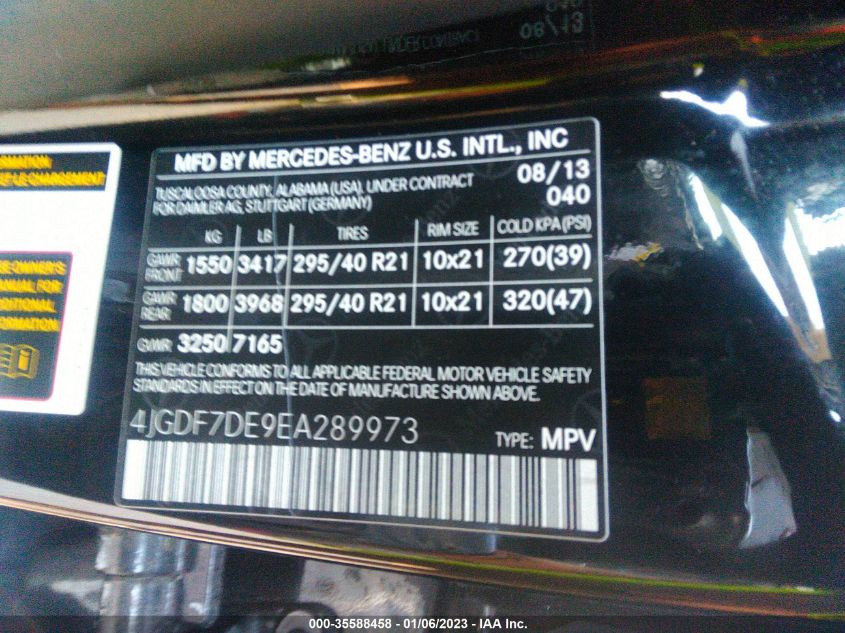 MFD BY MERCEDES-BENZ U.S. INTL., INC
TUSCALOOSA COUNTY, ALABAMA (USA), UNDER CONTRACT 08/13
FOR DAIMLER AG, STUTTGART (GERMANY) 040
KG LB TIRES RIM SIZE COLD KPA (PSI)
GAWR FRONT 1550 3417 295/40 R21 10x21 270(39)
GAWR REAR 1800 3968 295/40 R21 10x21 320(47)
GVWR: 3250 7165
THIS VEHICLE CONFORMS TO ALL APPLICABLE FEDERAL MOTOR VEHICLE SAFETY
STANDARDS IN EFFECT ON THE DATE OF MANUFACTURE SHOWN ABOVE.
4JGDF7DE9EA289973 TYPE: MPV
LE CHARGEMENT
OWNER'S
FOR
000-35588458 - 01/06/2023 - IAA Inc.